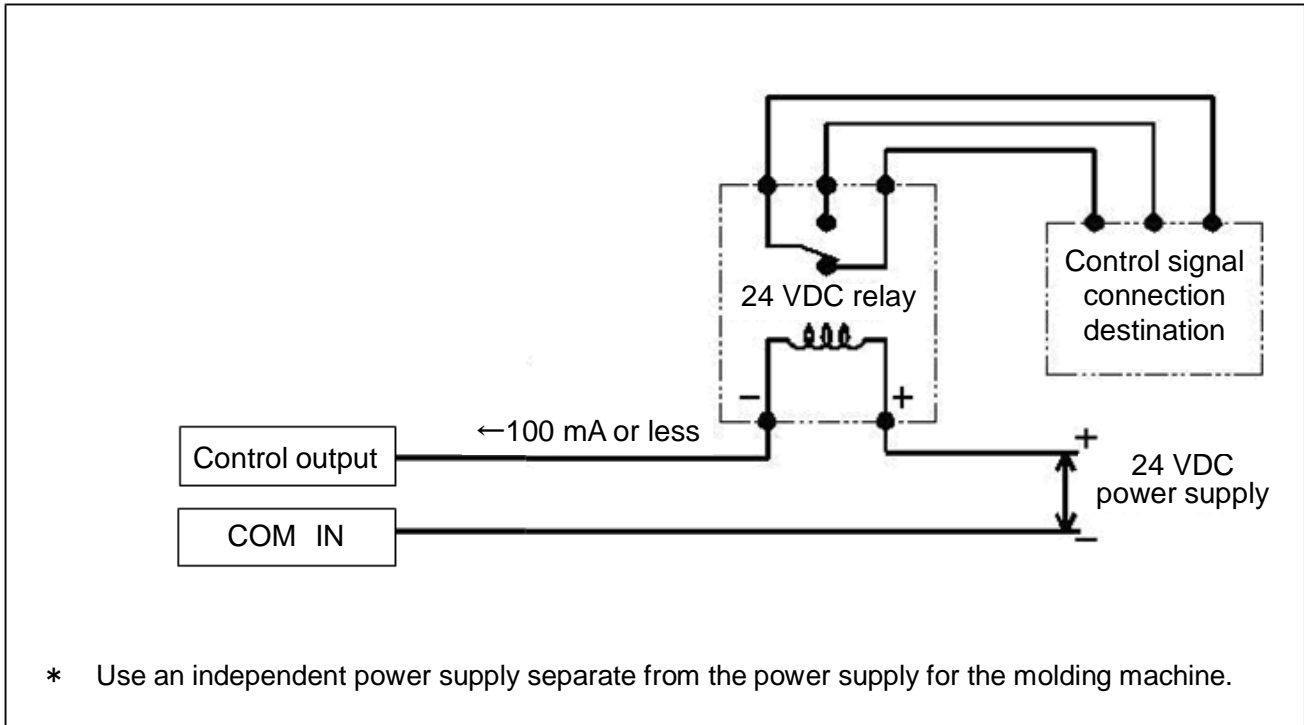 24 VDC relay
Control signal
connection
destination
− +
←100 mA or less
Control output
+
24 VDC
power supply
COM IN
−
* Use an independent power supply separate from the power supply for the molding machine.